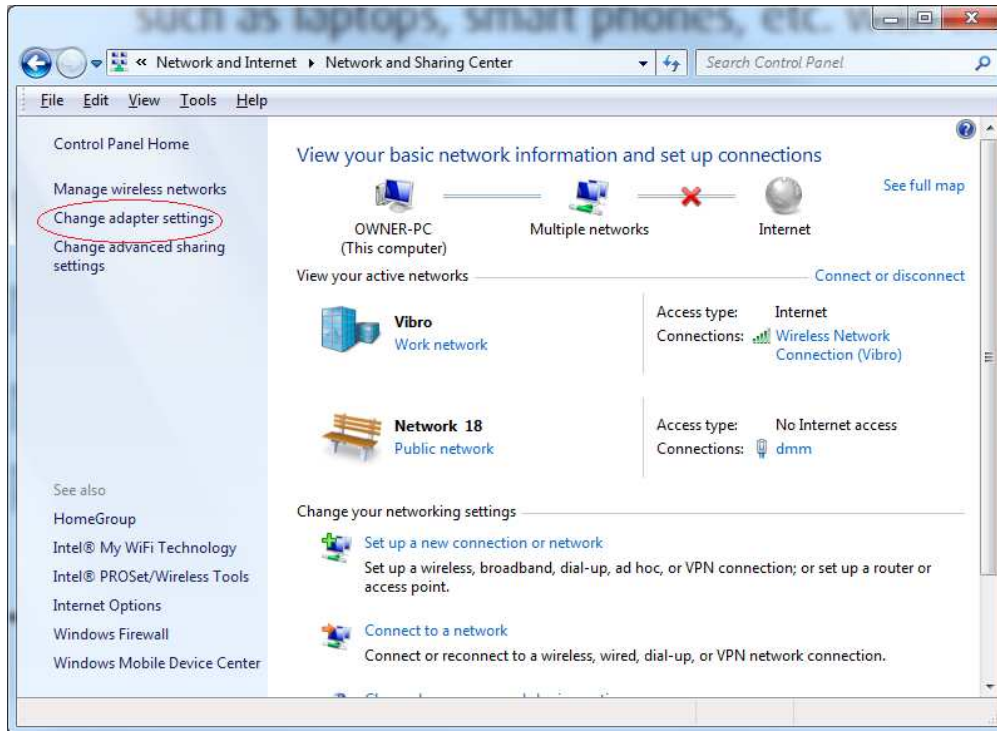 such as laptops, smart phones, etc.
« Network and Internet ▸ Network and Sharing Center
Search Control Panel
File Edit View Tools Help
Control Panel Home
Manage wireless networks
Change adapter settings
Change advanced sharing
settings
See also
HomeGroup
Intel® My WiFi Technology
Intel® PROSet/Wireless Tools
Internet Options
Windows Firewall
Windows Mobile Device Center
View your basic network information and set up connections
See full map
OWNER-PC
(This computer)
Multiple networks
Internet
View your active networks
Connect or disconnect
Vibro
Work network
Access type: Internet
Connections: Wireless Network
Connection (Vibro)
Network 18
Public network
Access type: No Internet access
Connections: dmm
Change your networking settings
Set up a new connection or network
Set up a wireless, broadband, dial-up, ad hoc, or VPN connection; or set up a router or
access point.
Connect to a network
Connect or reconnect to a wireless, wired, dial-up, or VPN network connection.